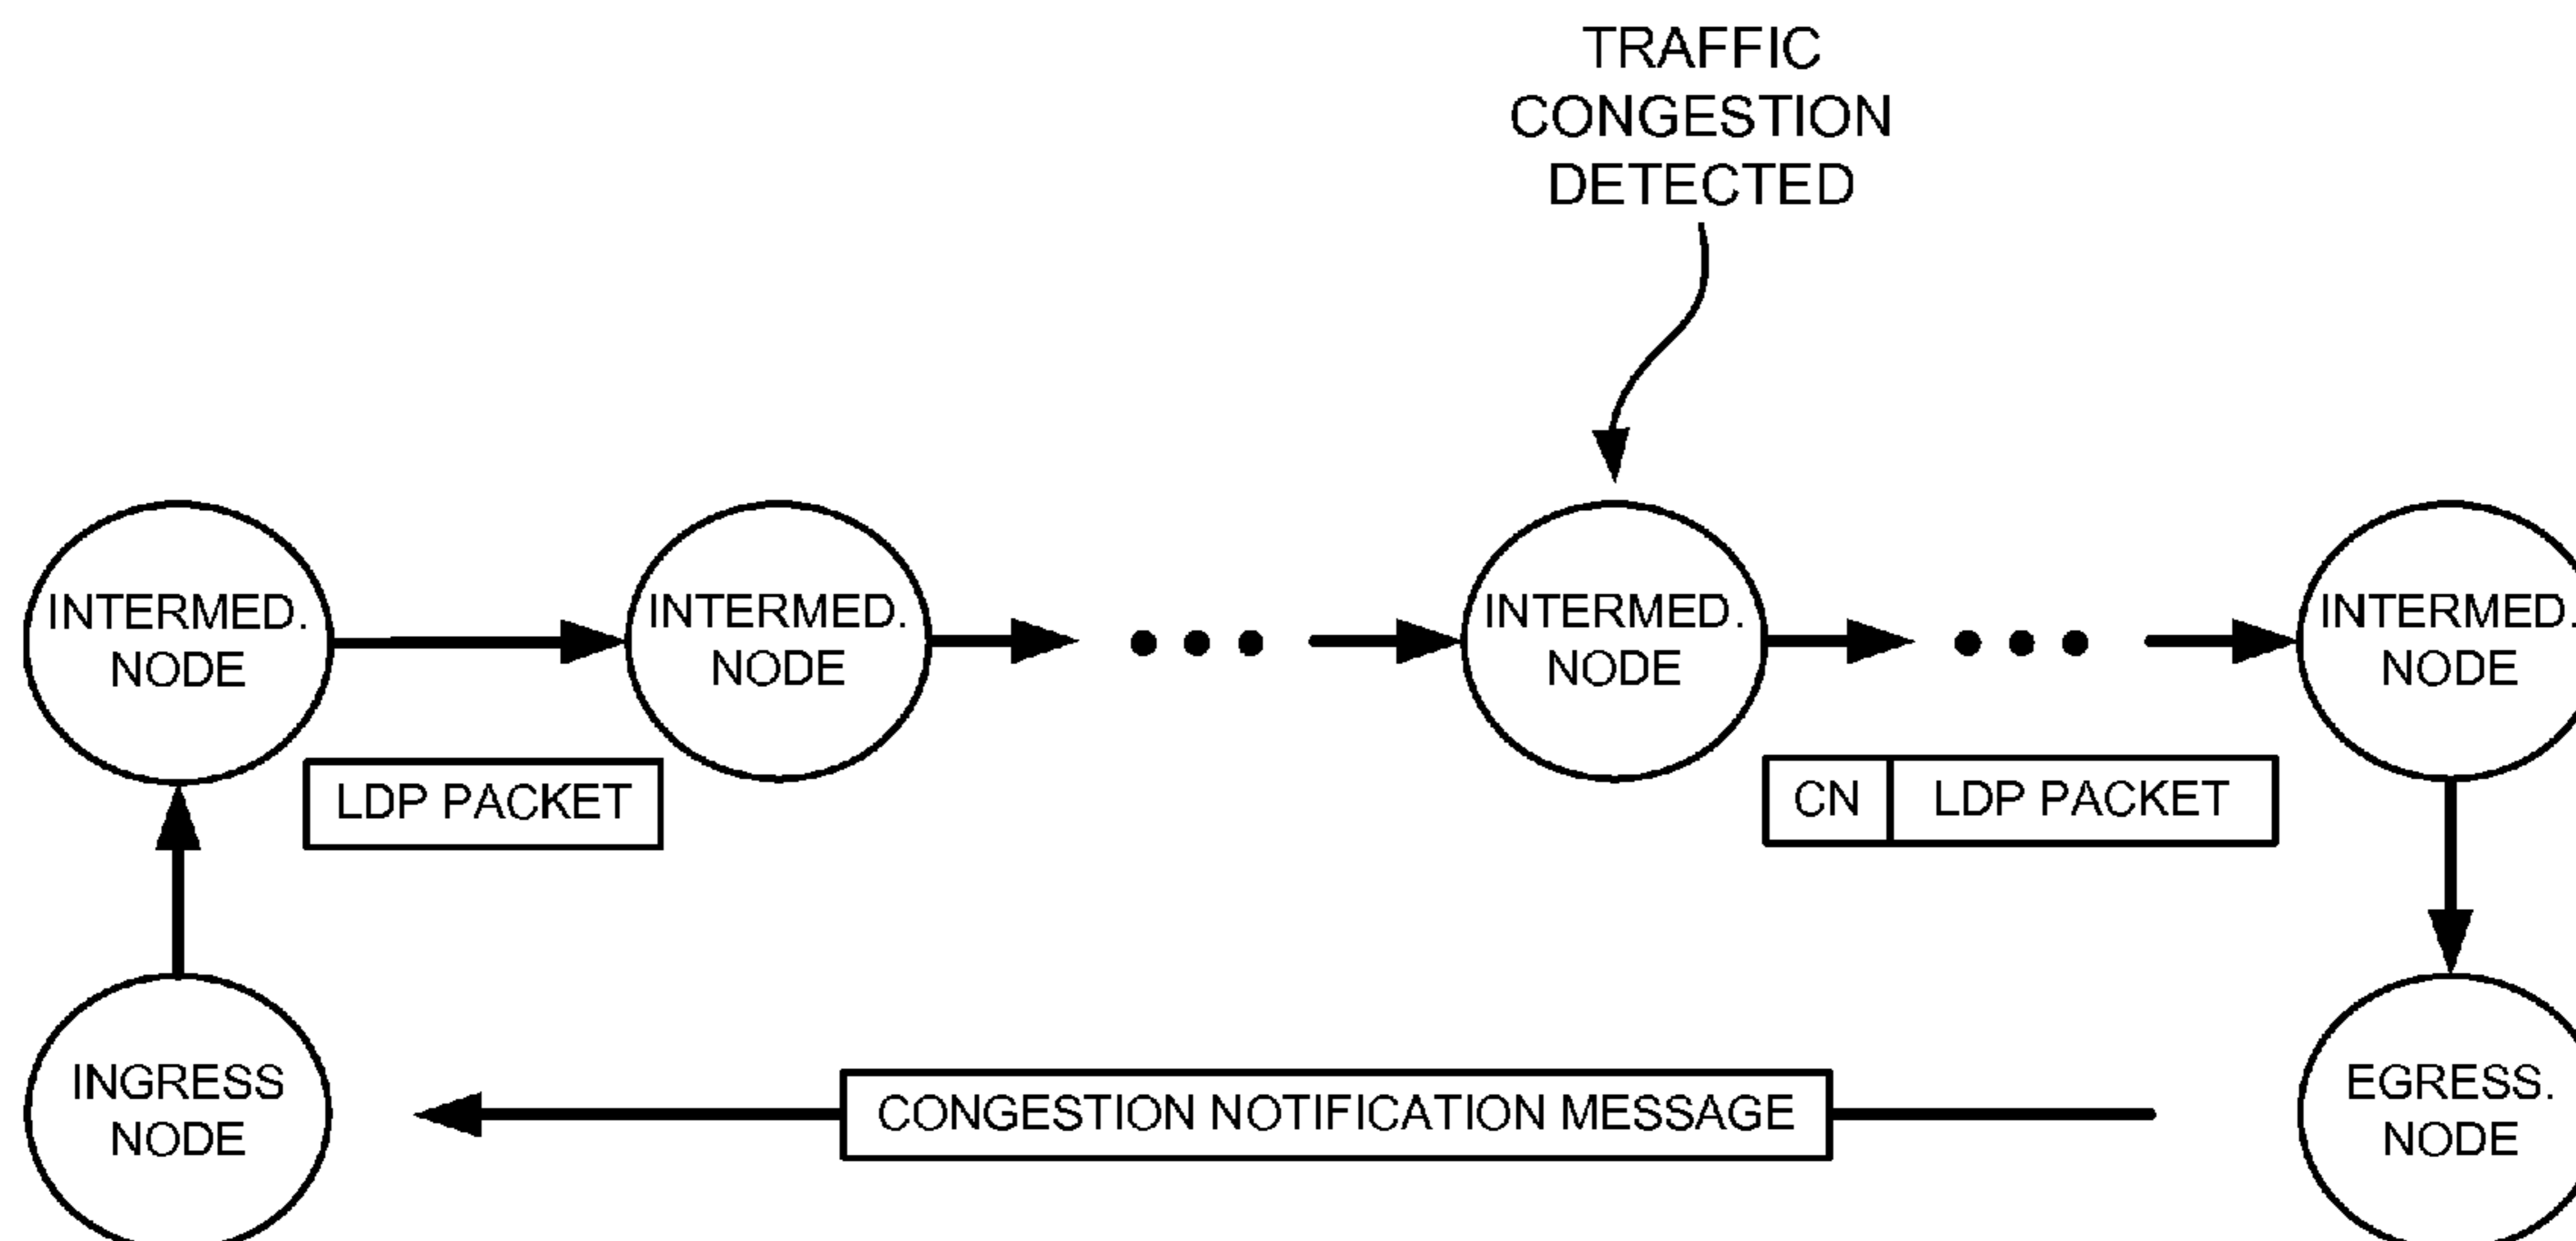 TRAFFIC
CONGESTION
DETECTED
INTERMED.
NODE
INTERMED.
NODE
INTERMED.
NODE
INTERMED.
NODE
LDP PACKET
CN
LDP PACKET
INGRESS
NODE
CONGESTION NOTIFICATION MESSAGE
EGRESS.
NODE